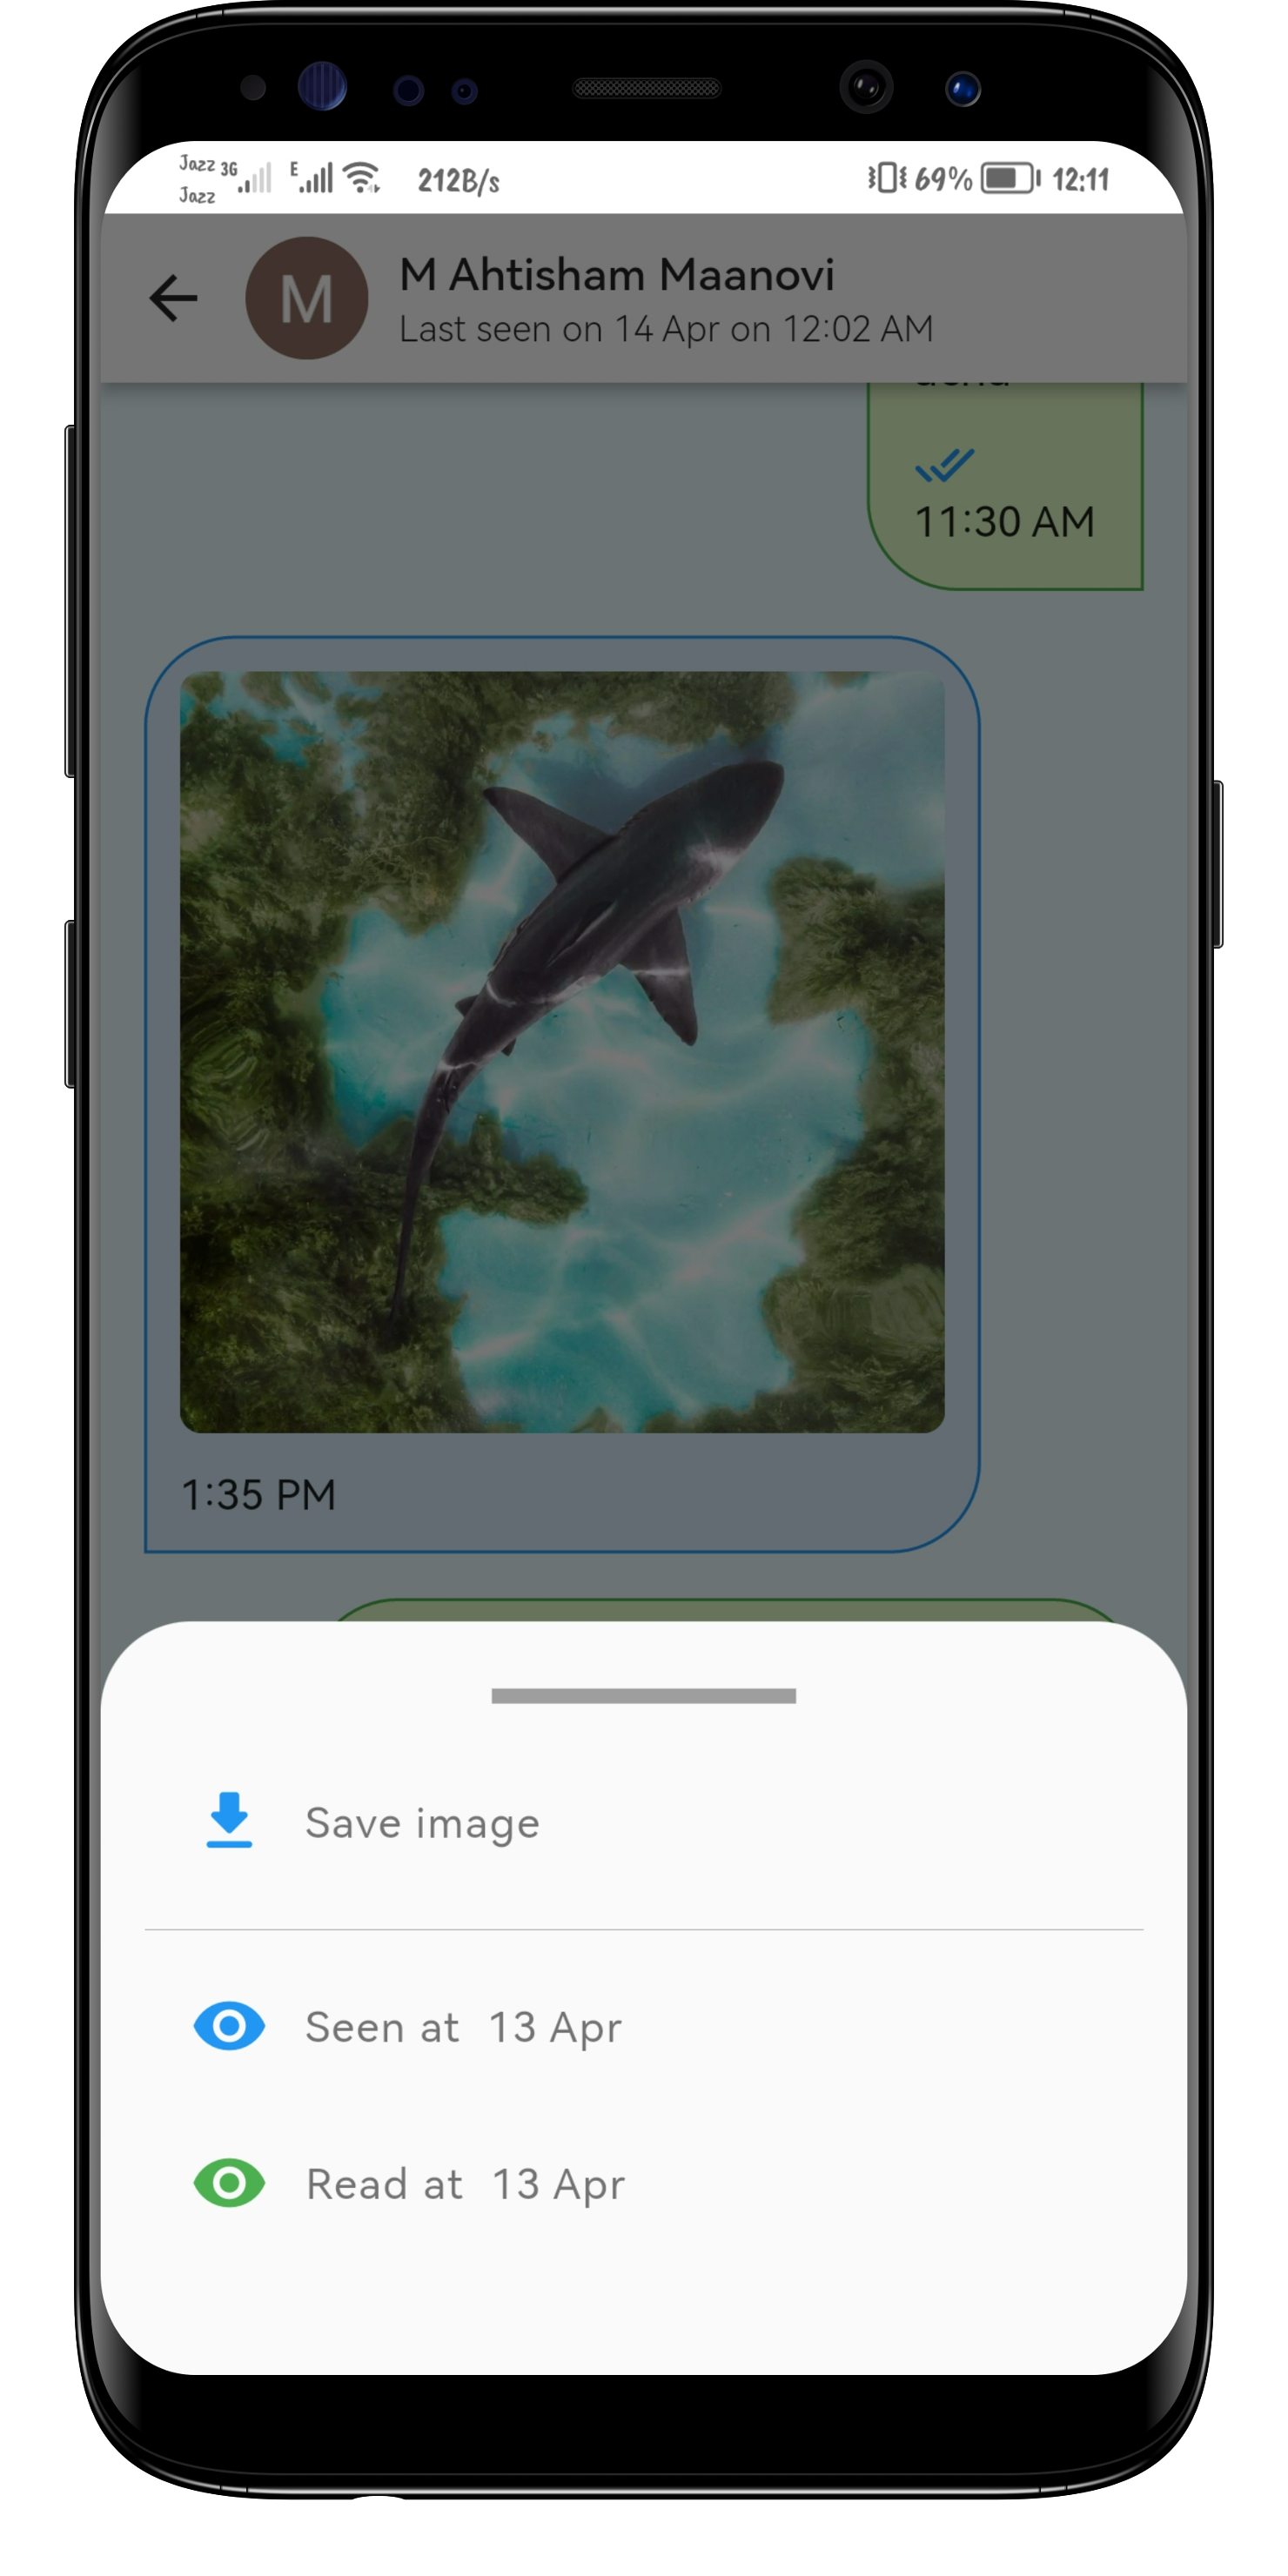 Jazz 3G E 212B/s 69% 12:11
Jazz
M
M Ahtisham Maanovi
Last seen on 14 Apr on 12:02 AM
11:30 AM
1:35 PM
Save image
Seen at 13 Apr
Read at 13 Apr